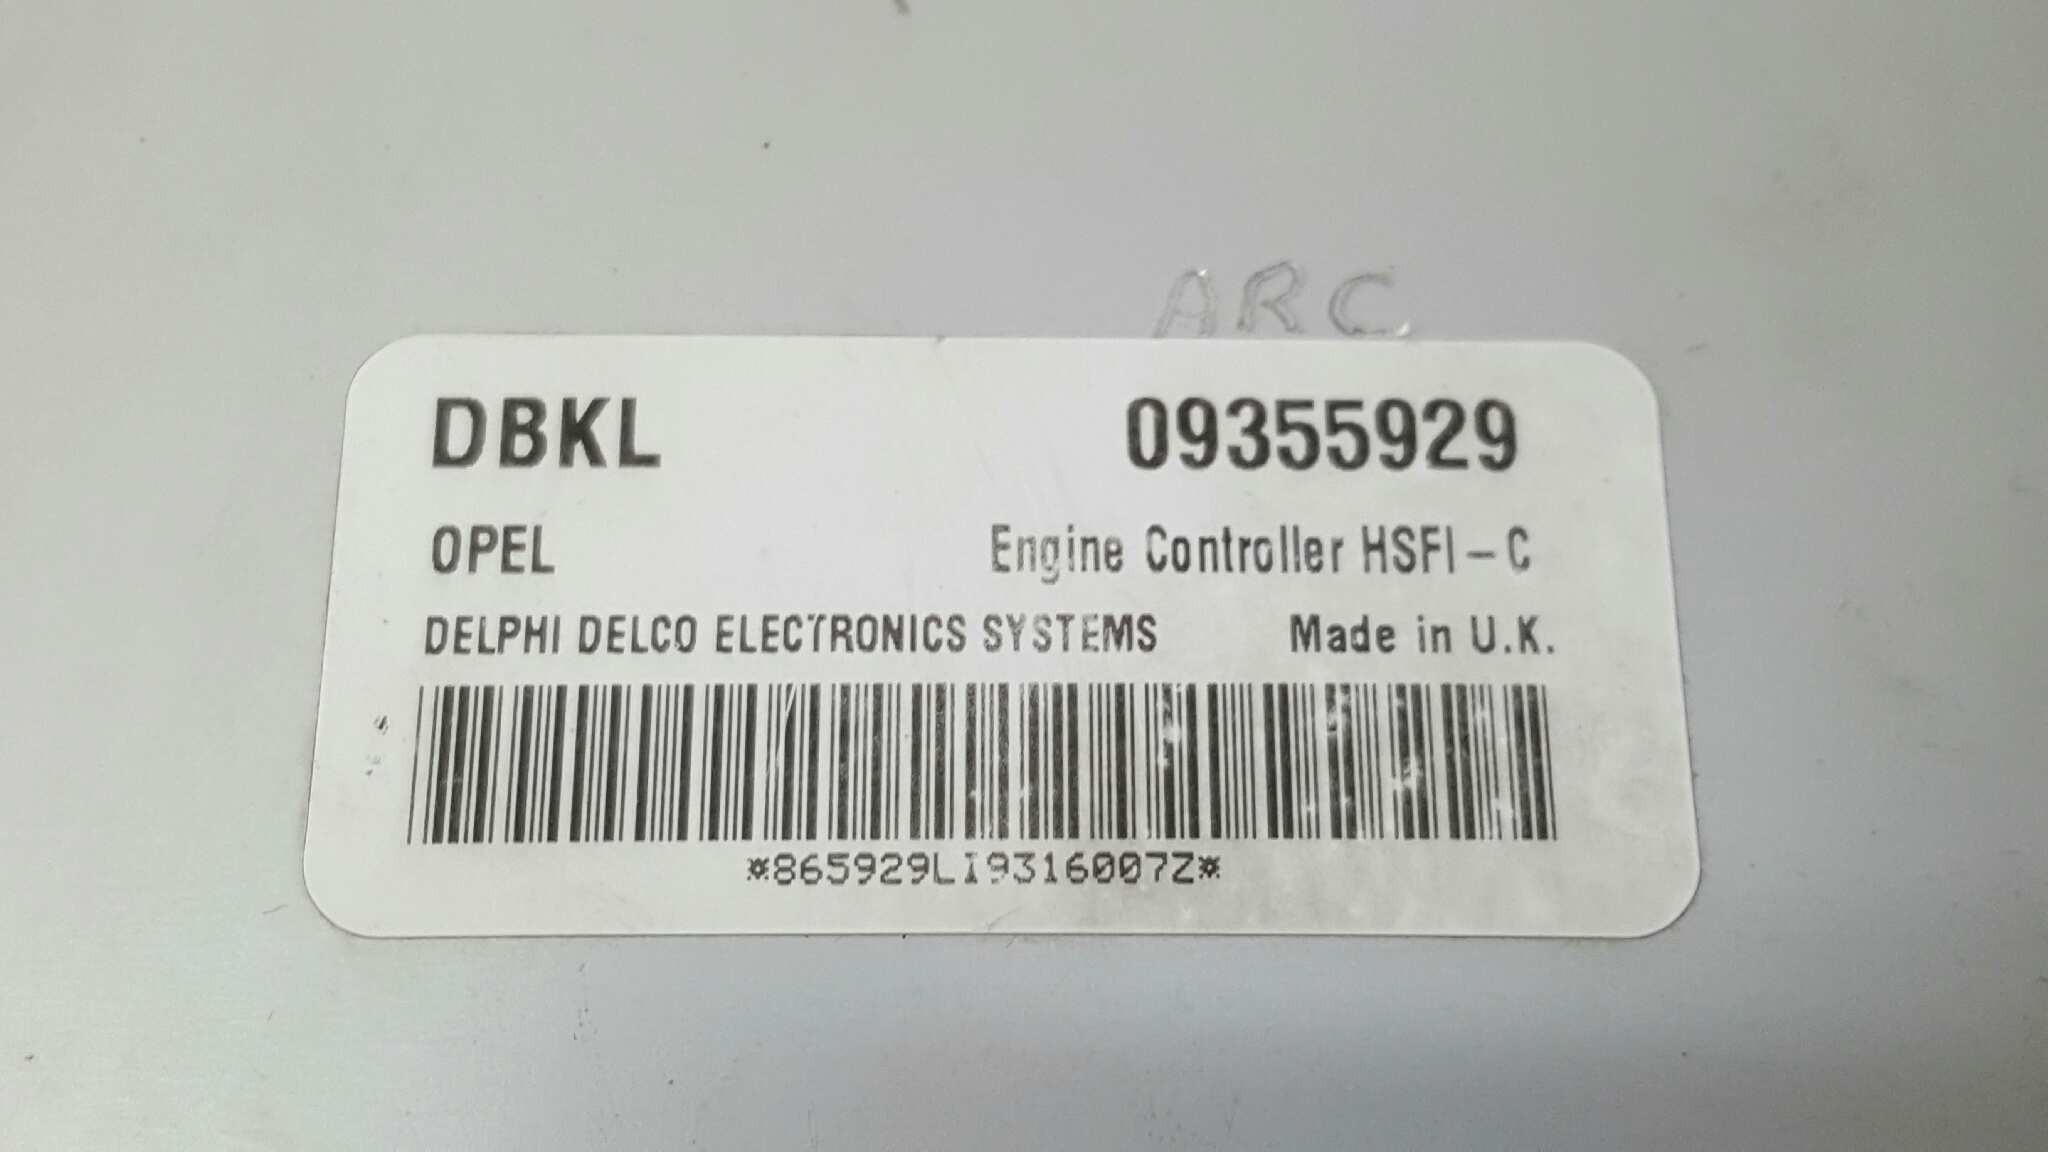 ARC
DBKL 09355929
OPEL Engine Controller HSFI-C
DELPHI DELCO ELECTRONICS SYSTEMS Made in U.K.
*865929LI9316007Z*